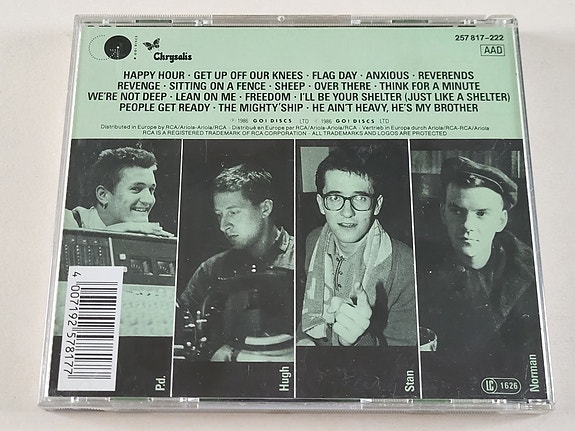 Chrysalis
257 817-222
AAD
HAPPY HOUR · GET UP OFF OUR KNEES · FLAG DAY · ANXIOUS · REVERENDS
REVENGE · SITTING ON A FENCE · SHEEP · OVER THERE · THINK FOR A MINUTE
WE'RE NOT DEEP · LEAN ON ME · FREEDOM · I'LL BE YOUR SHELTER (JUST LIKE A SHELTER)
PEOPLE GET READY · THE MIGHTY SHIP · HE AIN'T HEAVY, HE'S MY BROTHER
℗ 1986 GO! DISCS LTD © 1986 GO! DISCS LTD
Distributed in Europe by RCA/Ariola-Ariola/RCA · Distribué en Europe par RCA/Ariola-Ariola/RCA · Vertrieb in Europa durch Ariola/RCA-RCA/Ariola
RCA IS A REGISTERED TRADEMARK OF RCA CORPORATION · ALL TRADEMARKS AND LOGOS ARE PROTECTED
4 007192 578177
P.d.
Hugh
Stan
Norman
LC 1626